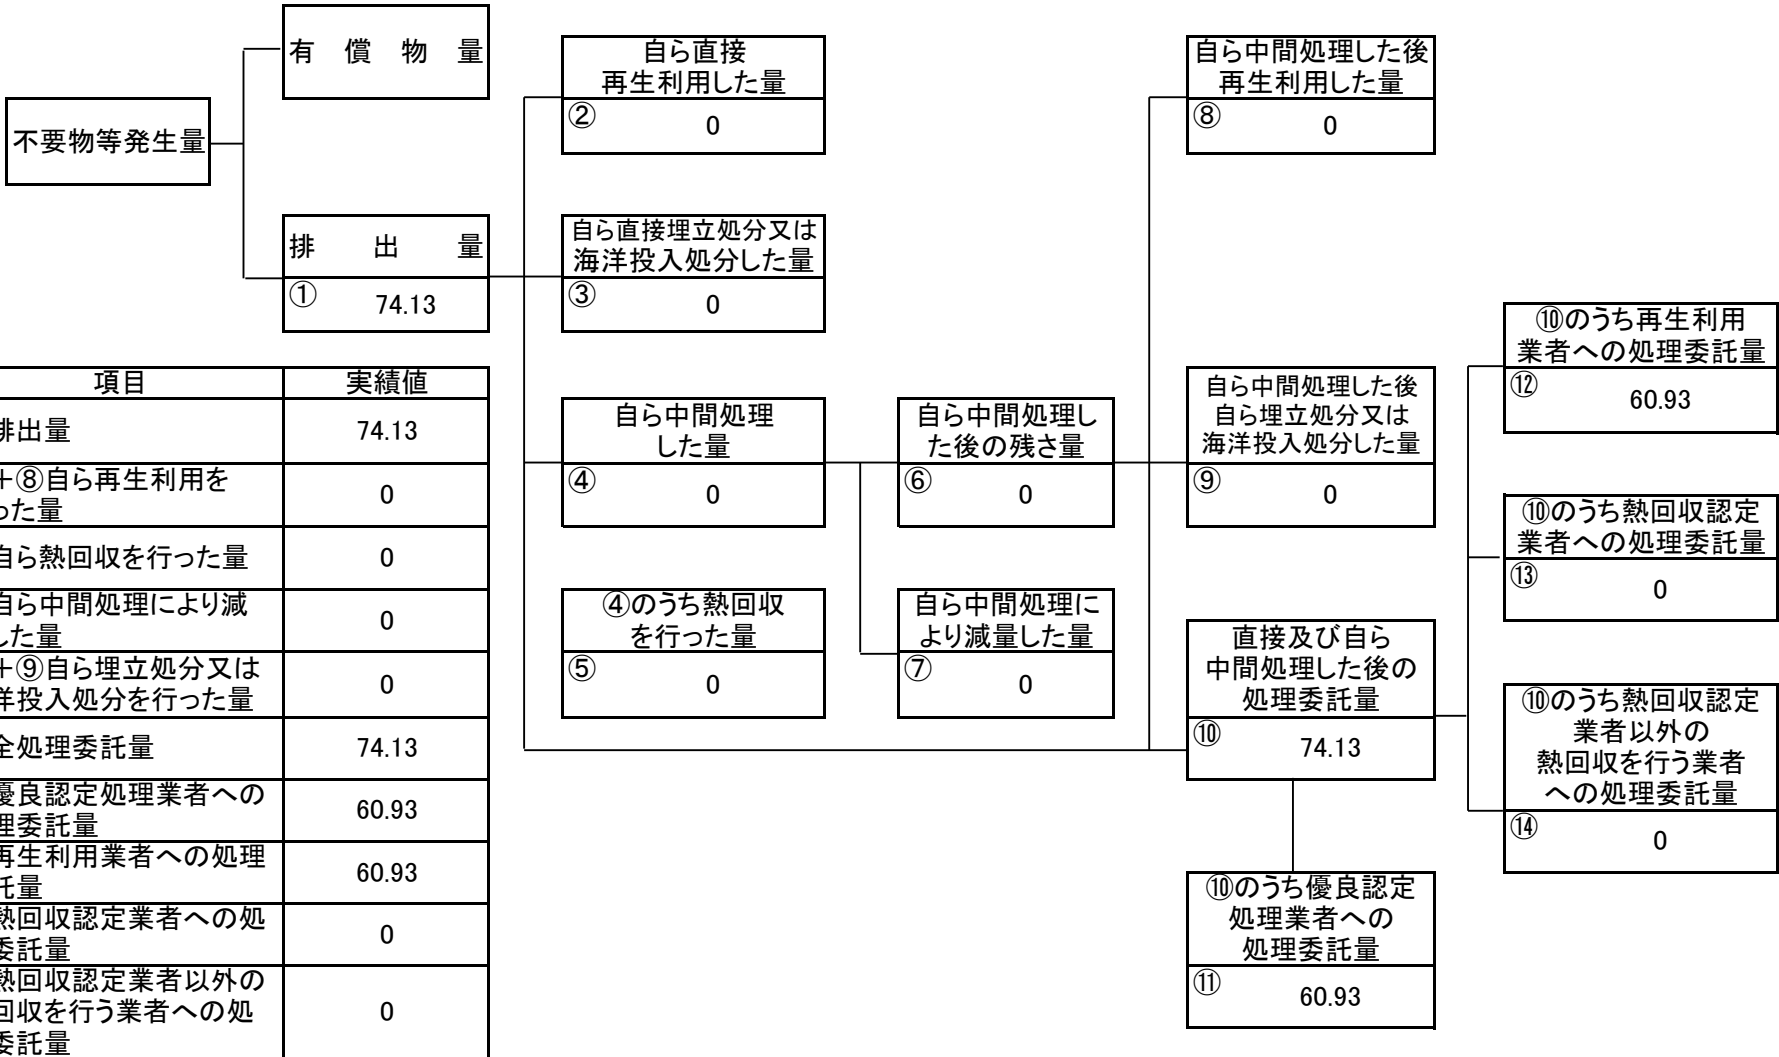 有償物量
不要物等発生量
排出量
①
74.13
自ら直接
再生利用した量
②
0
自ら直接埋立処分又は
海洋投入処分した量
③
0
自ら中間処理
した量
④
0
④のうち熱回収
を行った量
⑤
0
自ら中間処理し
た後の残さ量
⑥
0
自ら中間処理に
より減量した量
⑦
0
自ら中間処理した後
再生利用した量
⑧
0
自ら中間処理した後
自ら埋立処分又は
海洋投入処分した量
⑨
0
直接及び自ら
中間処理した後の
処理委託量
⑩
74.13
⑩のうち優良認定
処理業者への
処理委託量
⑪
60.93
⑩のうち再生利用
業者への処理委託量
⑫
60.93
⑩のうち熱回収認定
業者への処理委託量
⑬
0
⑩のうち熱回収認定
業者以外の
熱回収を行う業者
への処理委託量
⑭
0
項目 実績値
排出量 74.13
+⑧自ら再生利用を
った量
0
自ら熱回収を行った量 0
自ら中間処理により減
した量
0
+⑨自ら埋立処分又は
洋投入処分を行った量
0
全処理委託量 74.13
優良認定処理業者への
理委託量
60.93
再生利用業者への処理
託量
60.93
熱回収認定業者への処
委託量
0
熱回収認定業者以外の
回収を行う業者への処
委託量
0